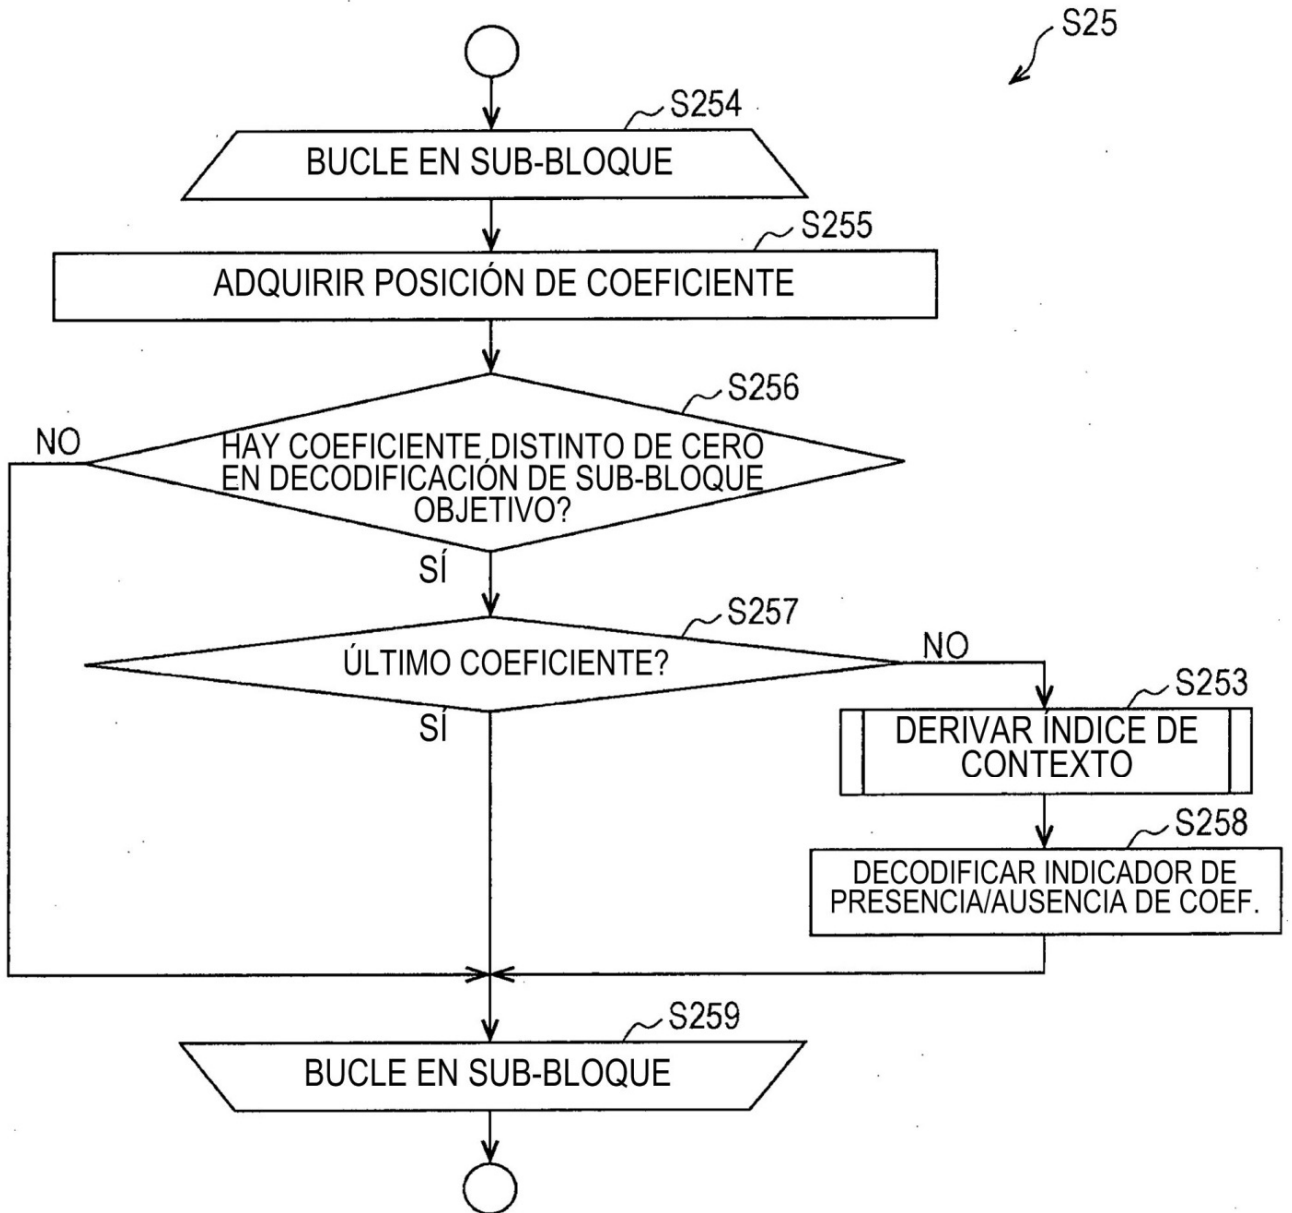 S25
S254
BUCLE EN SUB-BLOQUE
S255
ADQUIRIR POSICIÓN DE COEFICIENTE
S256
NO
HAY COEFICIENTE DISTINTO DE CERO
EN DECODIFICACIÓN DE SUB-BLOQUE
OBJETIVO?
SÍ
S257
ÚLTIMO COEFICIENTE?
NO
SÍ
S253
DERIVAR ÍNDICE DE
CONTEXTO
S258
DECODIFICAR INDICADOR DE
PRESENCIA/AUSENCIA DE COEF.
S259
BUCLE EN SUB-BLOQUE